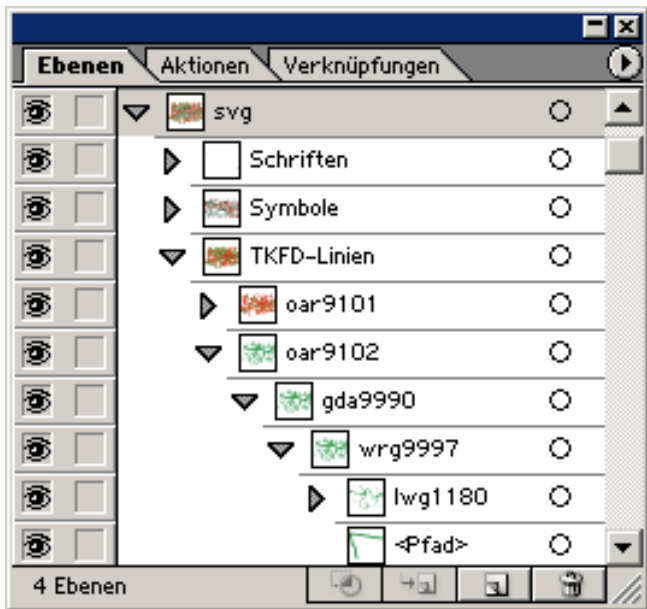 Ebenen Aktionen Verknüpfungen
svg
Schriften
Symbole
TKFD-Linien
oar9101
oar9102
gda9990
wrg9997
lwg1180
<Pfad>
4 Ebenen